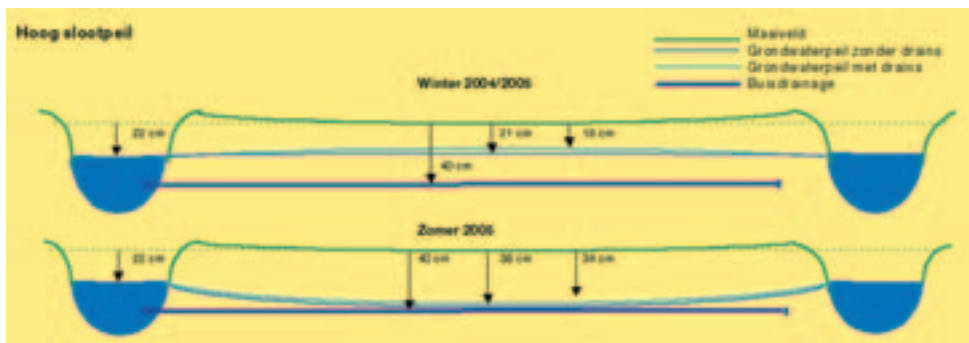 Hoog slootpeil
Maaiveld
Grondwaterpeil zonder drains
Grondwaterpeil met drains
Buisdrainage
Winter 2004/2005
22 cm
21 cm
18 cm
40 cm
Zomer 2005
22 cm
40 cm
cm
34 cm